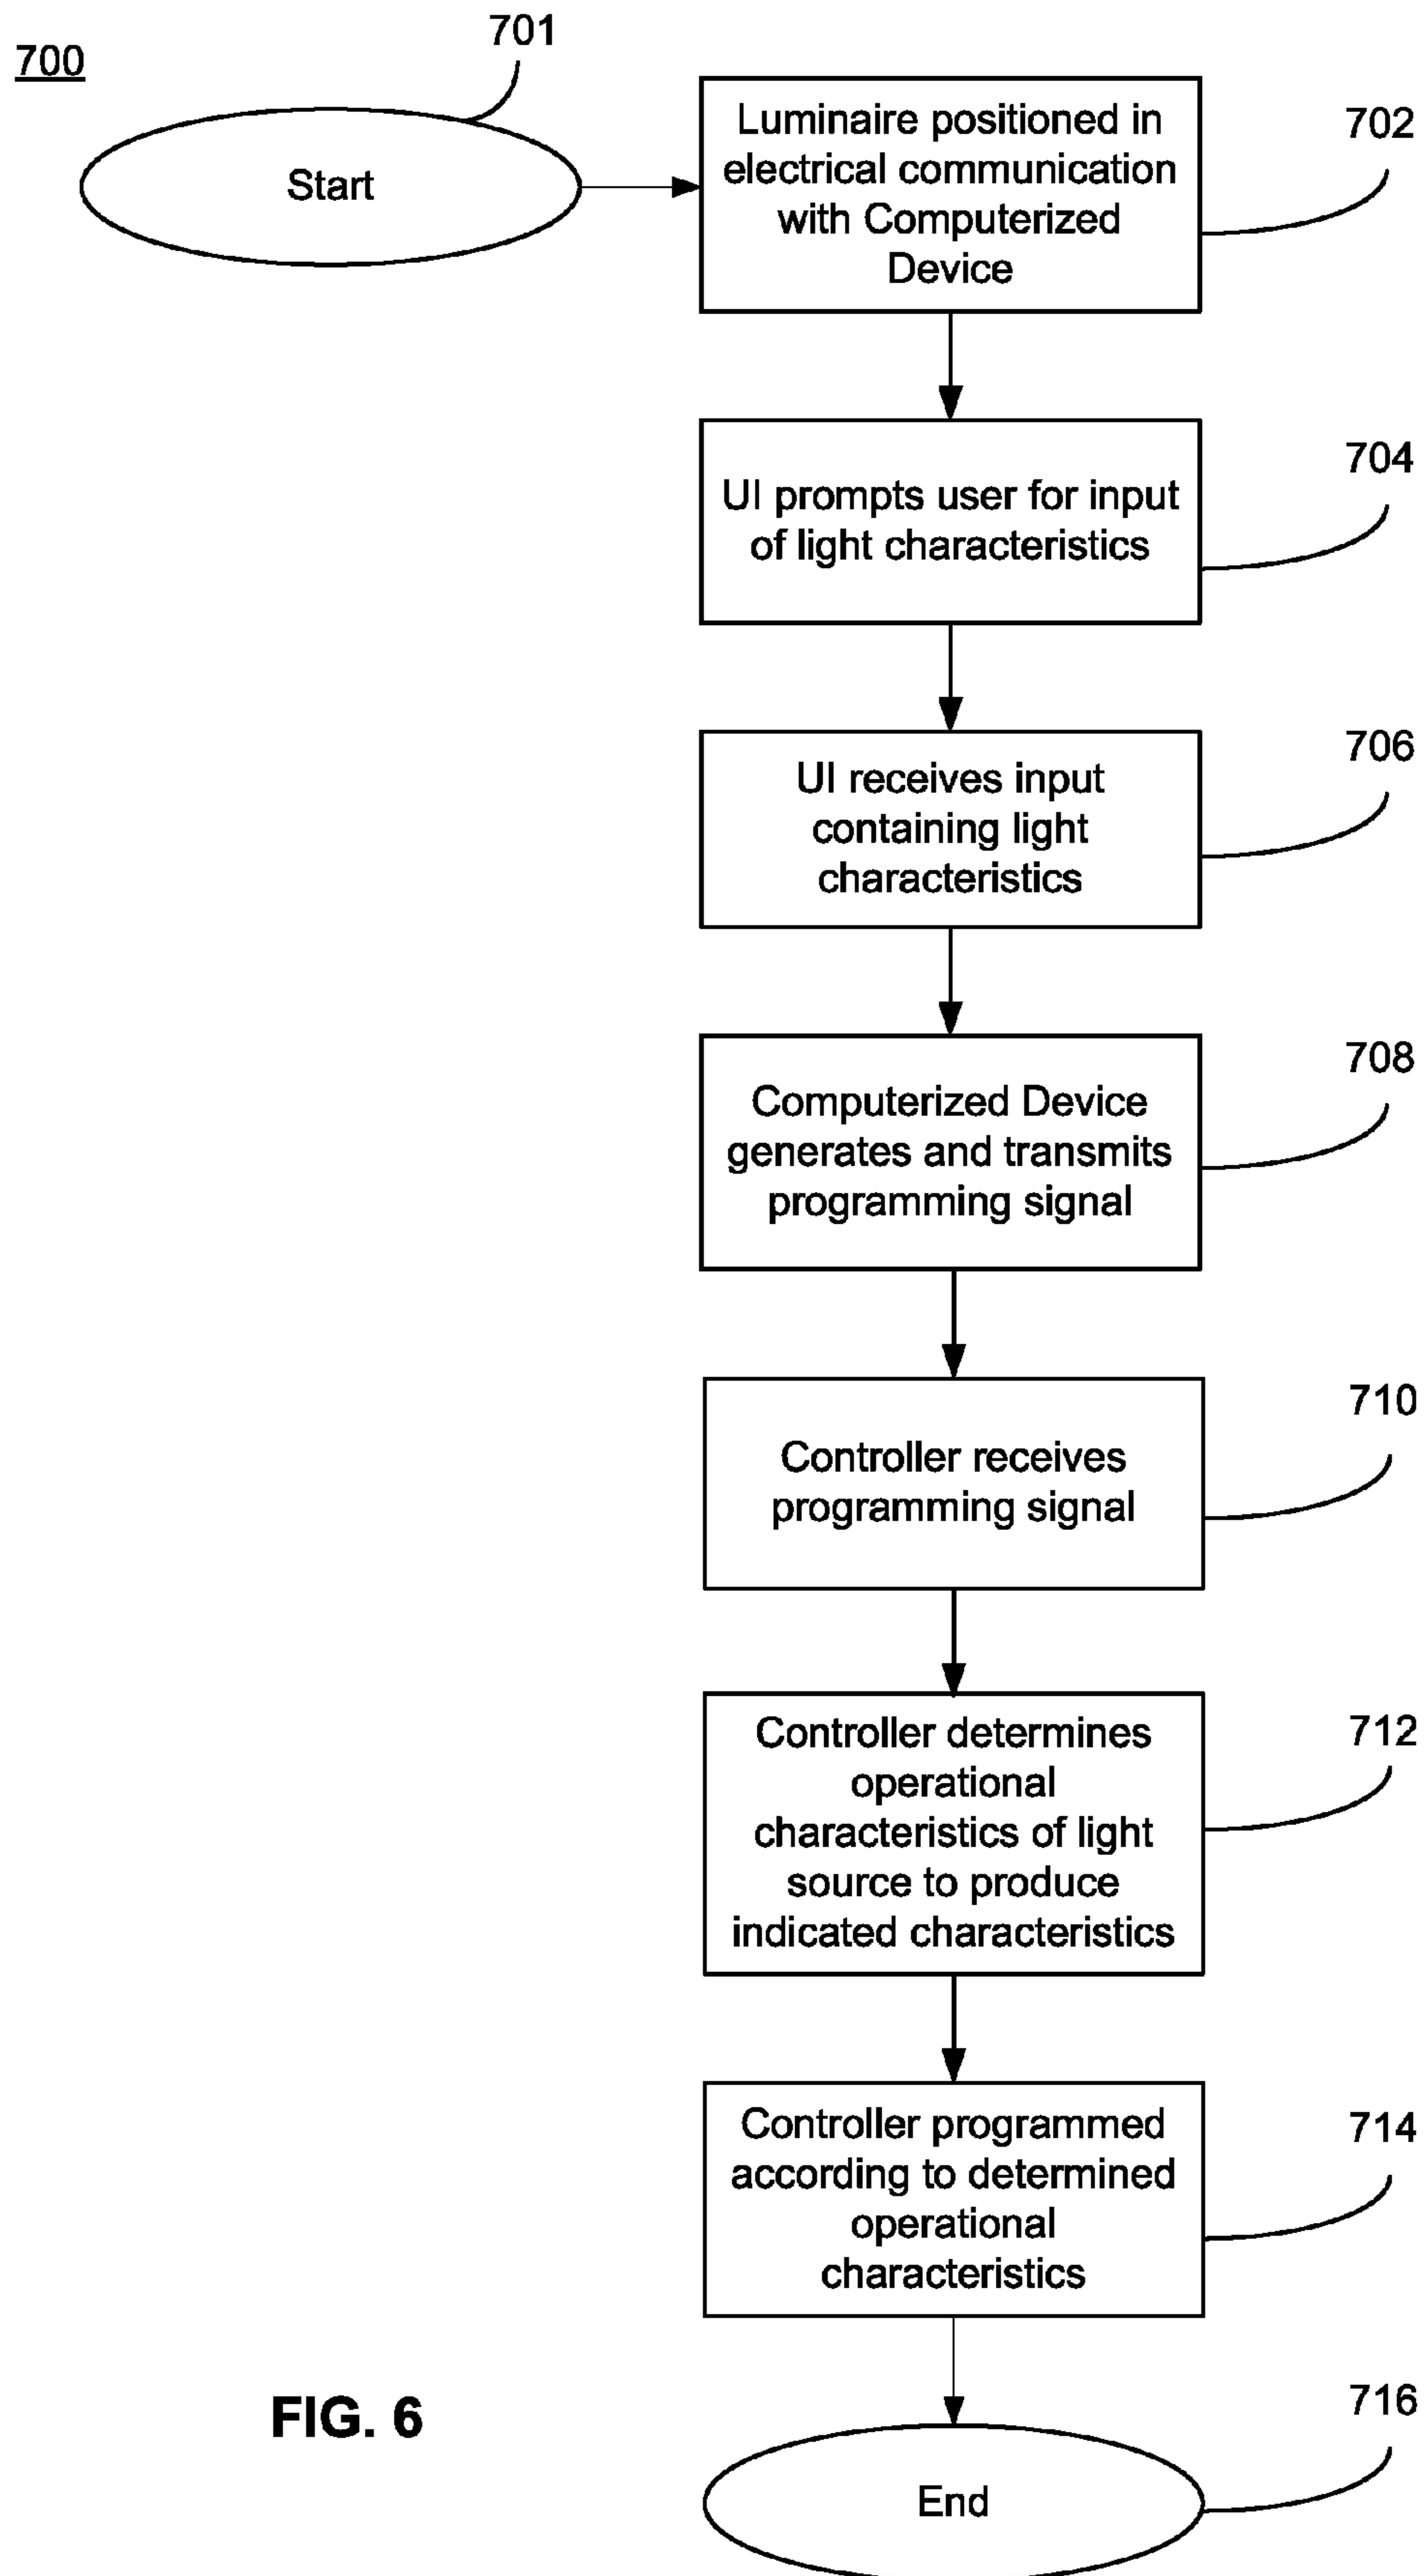 700
701
Start
Luminaire positioned in
electrical communication
with Computerized
Device
702
UI prompts user for input
of light characteristics
704
UI receives input
containing light
characteristics
706
Computerized Device
generates and transmits
programming signal
708
Controller receives
programming signal
710
Controller determines
operational
characteristics of light
source to produce
indicated characteristics
712
Controller programmed
according to determined
operational
characteristics
714
End
716
FIG. 6